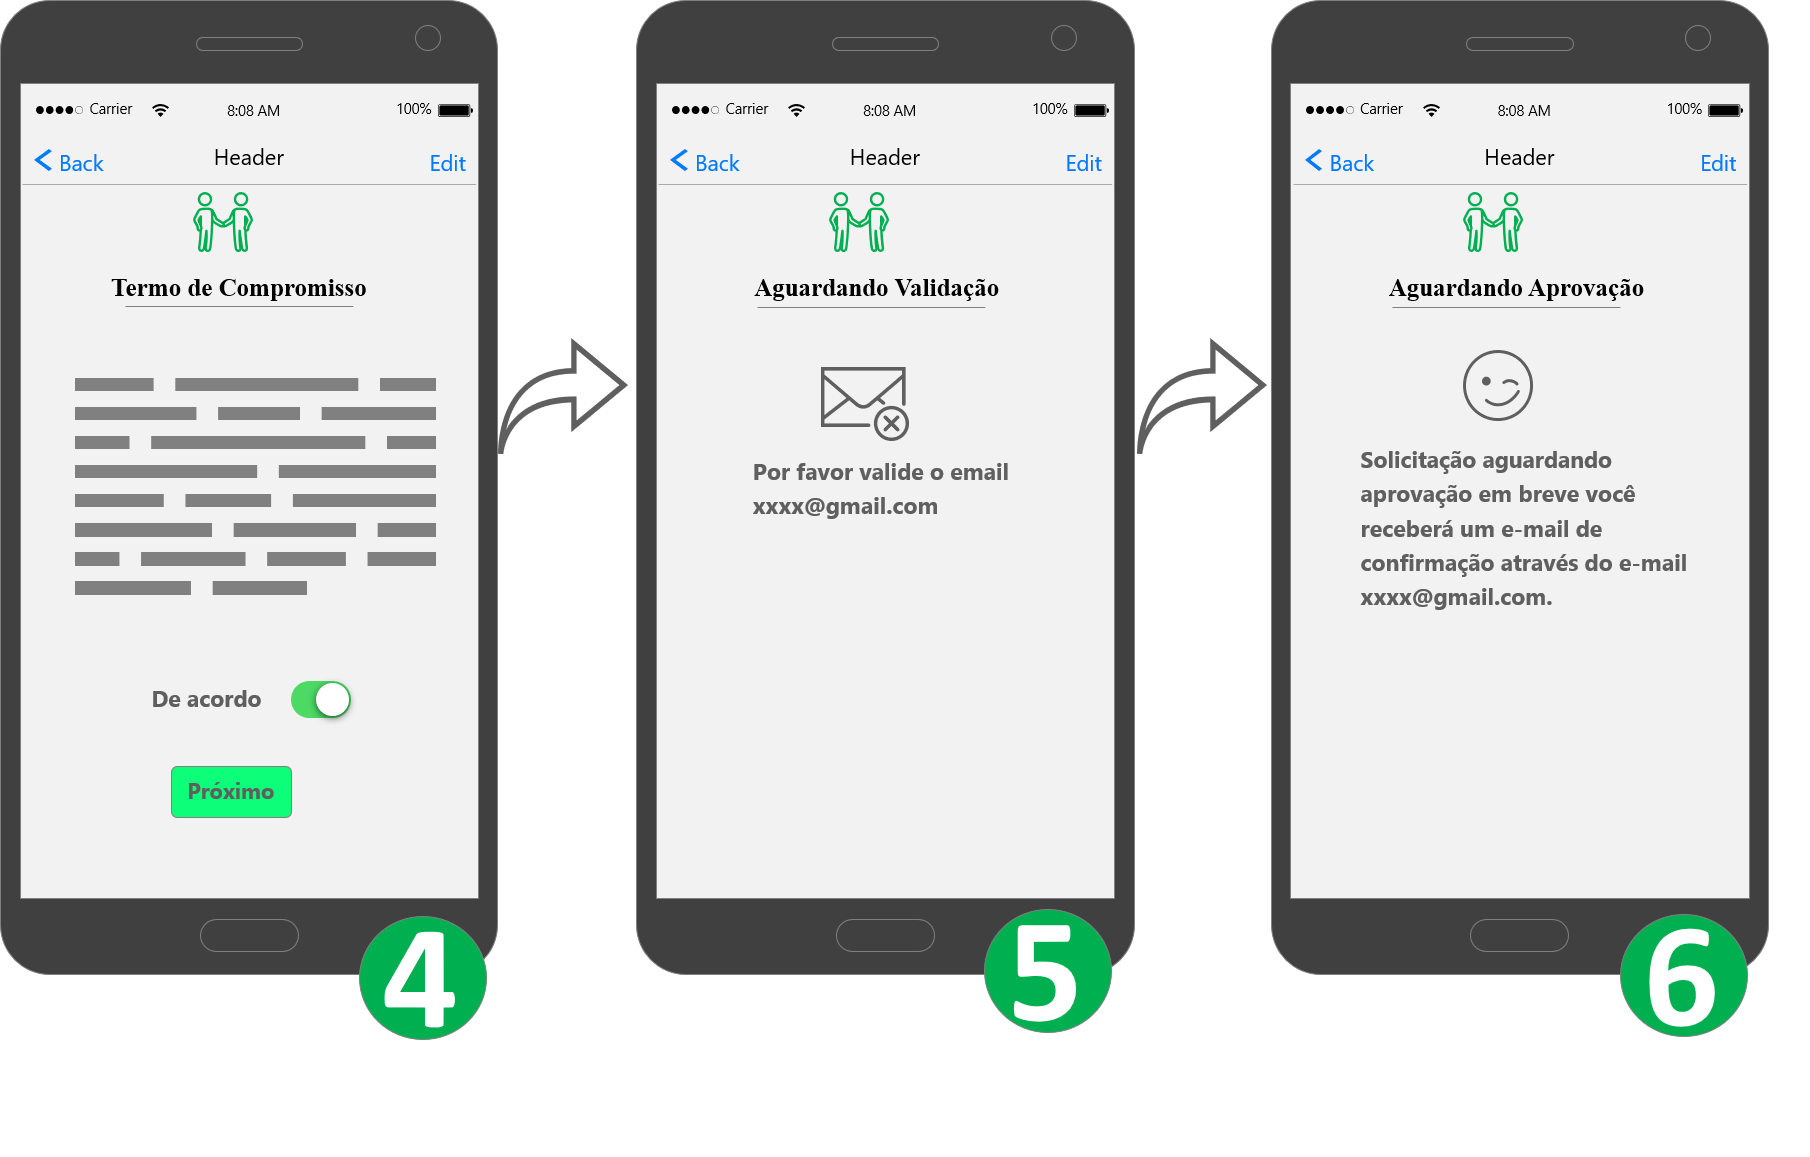 Carrier 8:08 AM 100%
Back Header Edit
Termo de Compromisso
De acordo
Próximo
4
Carrier 8:08 AM 100%
Back Header Edit
Aguardando Validação
Por favor valide o email
xxxx@gmail.com
5
Carrier 8:08 AM 100%
Back Header Edit
Aguardando Aprovação
Solicitação aguardando
aprovação em breve você
receberá um e-mail de
confirmação através do e-mail
xxxx@gmail.com.
6